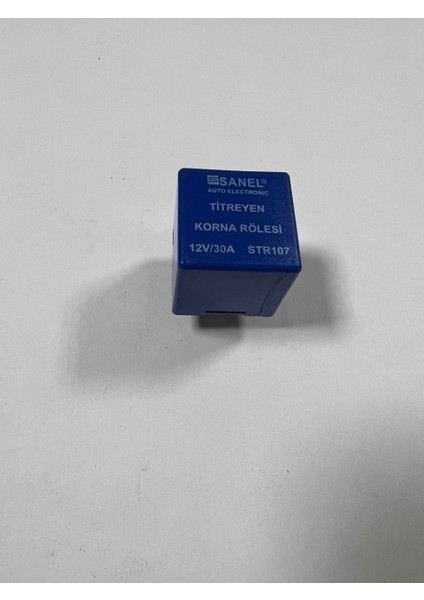 SANEL®
AUTO ELECTRONIC
TİTREYEN
KORNA RÖLESİ
12V/30A STR107